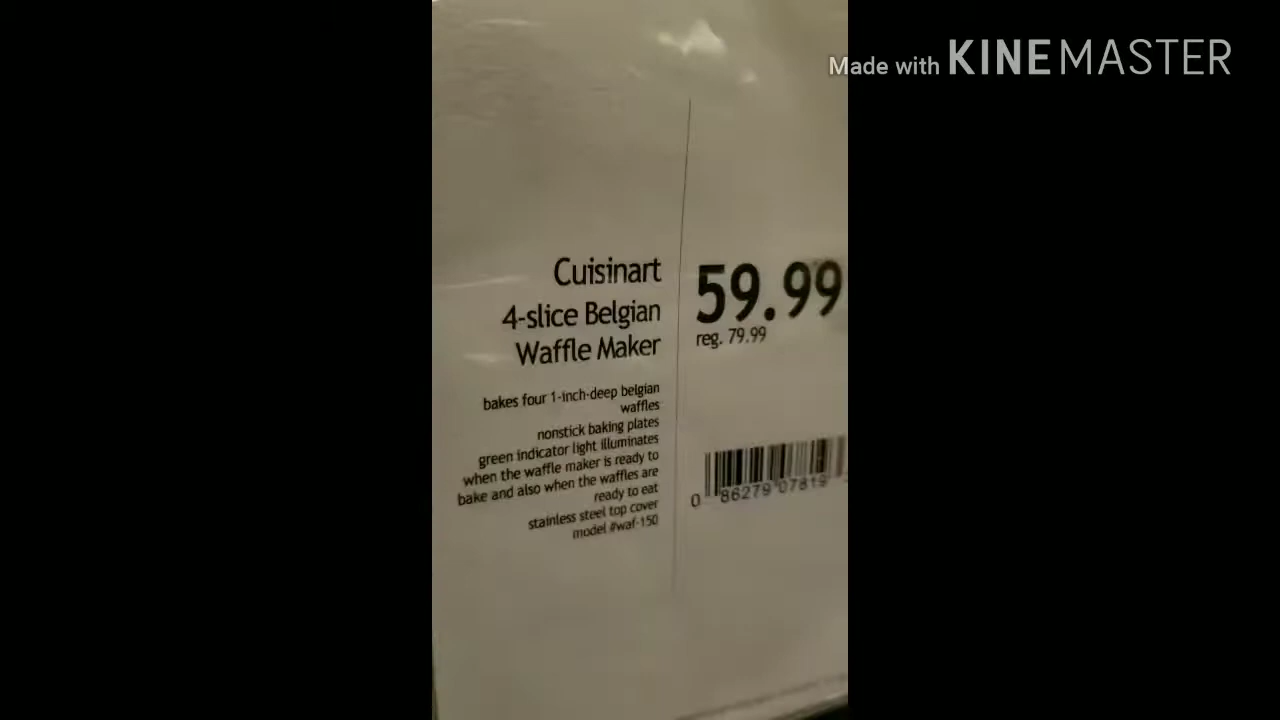 Made with KINEMASTER
Cuisinart
4-slice Belgian
Waffle Maker
bakes four 1-inch-deep belgian
waffles
nonstick baking plates
green indicator light illuminates
when the waffle maker is ready to
bake and also when the waffles are
ready to eat
stainless steel top cover
model #waf-150
59.99
reg. 79.99
0 86279 07819